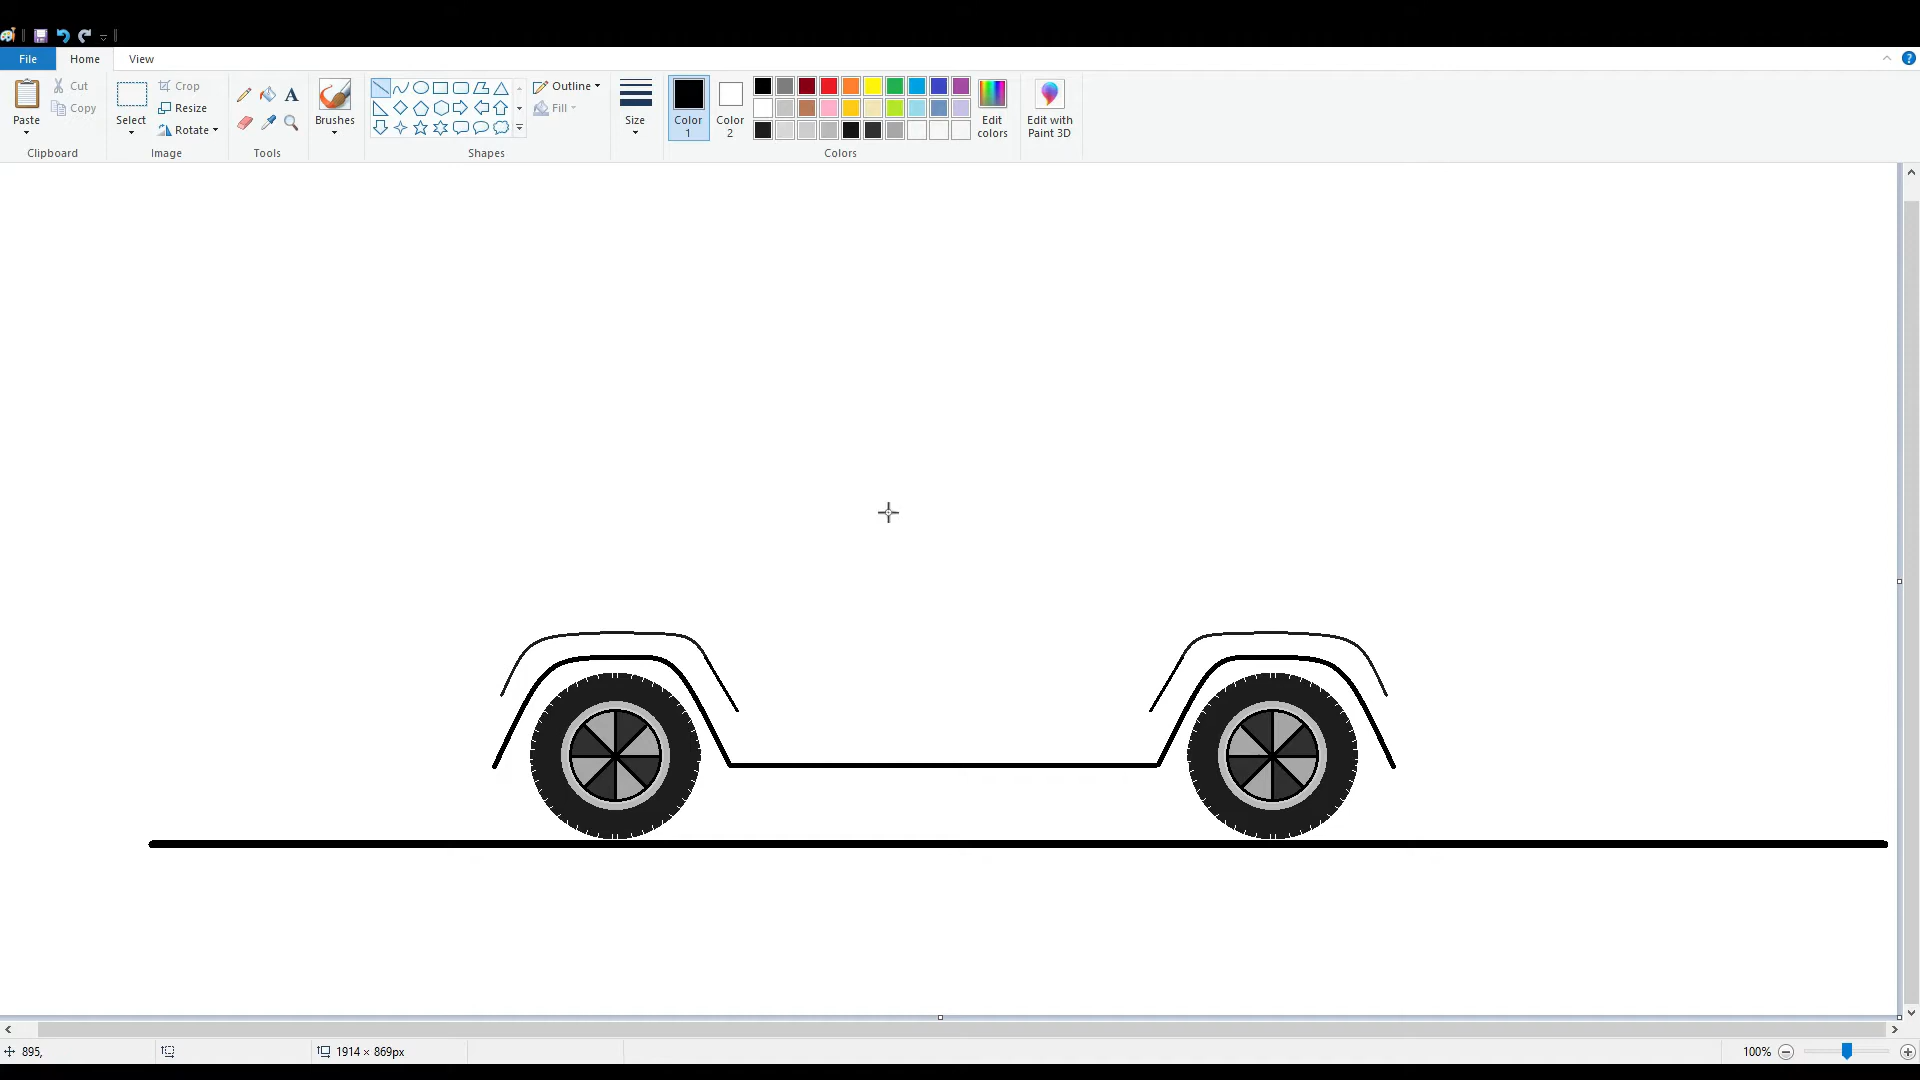 File Home View
Paste Cut Copy Clipboard
Select Crop Resize Rotate Image
A Tools
Brushes
Outline Fill Shapes
Size
Color 1 Color 2 Edit colors Colors
Edit with Paint 3D
895, 1914 × 869px 100%